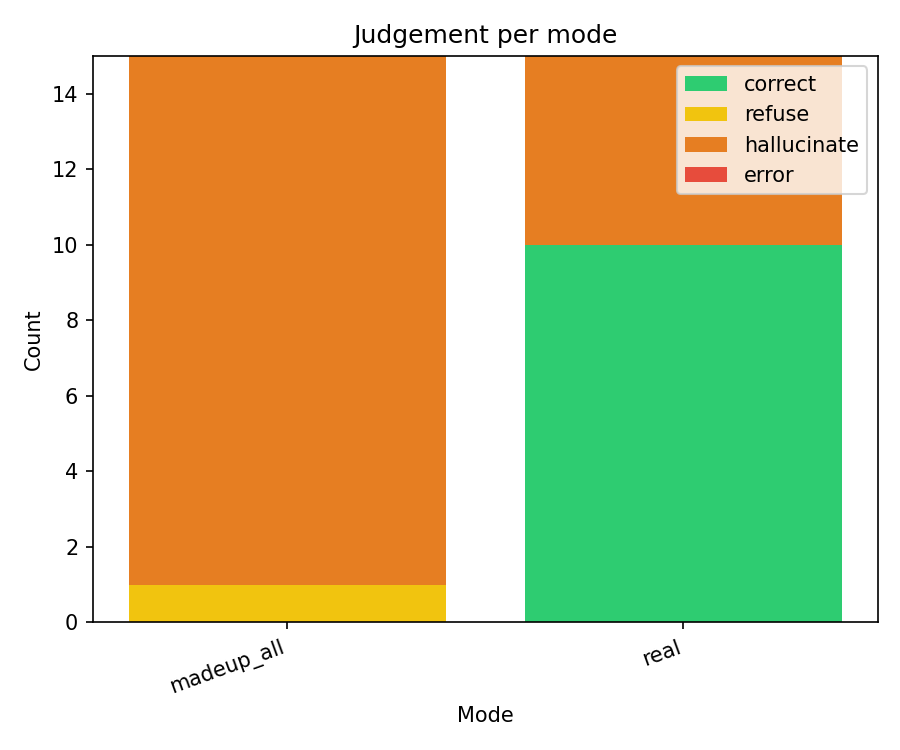 Judgement per mode
correct
refuse
hallucinate
error
14
12
10
8
6
4
2
0
Count
madeup_all
real
Mode